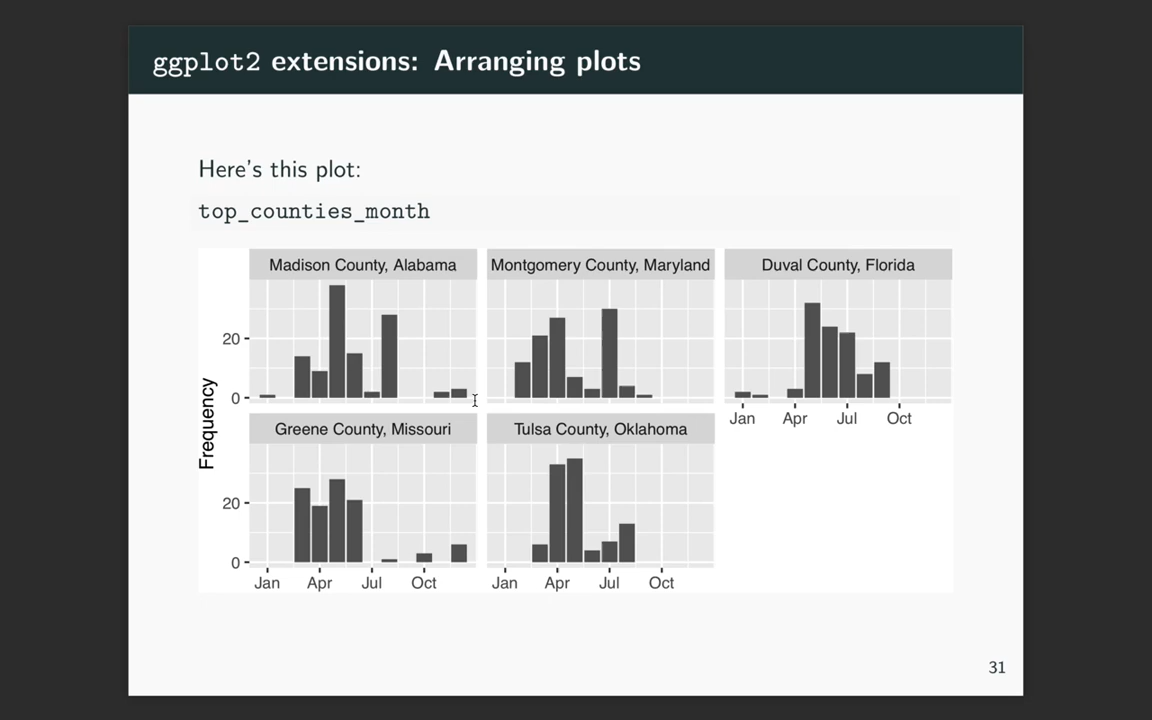 ggplot2 extensions: Arranging plots
Here's this plot:
top_counties_month
Madison County, Alabama
Montgomery County, Maryland
Duval County, Florida
20
0
Jan Apr Jul Oct
Frequency
Greene County, Missouri
Tulsa County, Oklahoma
20
0
Jan Apr Jul Oct
Jan Apr Jul Oct
31